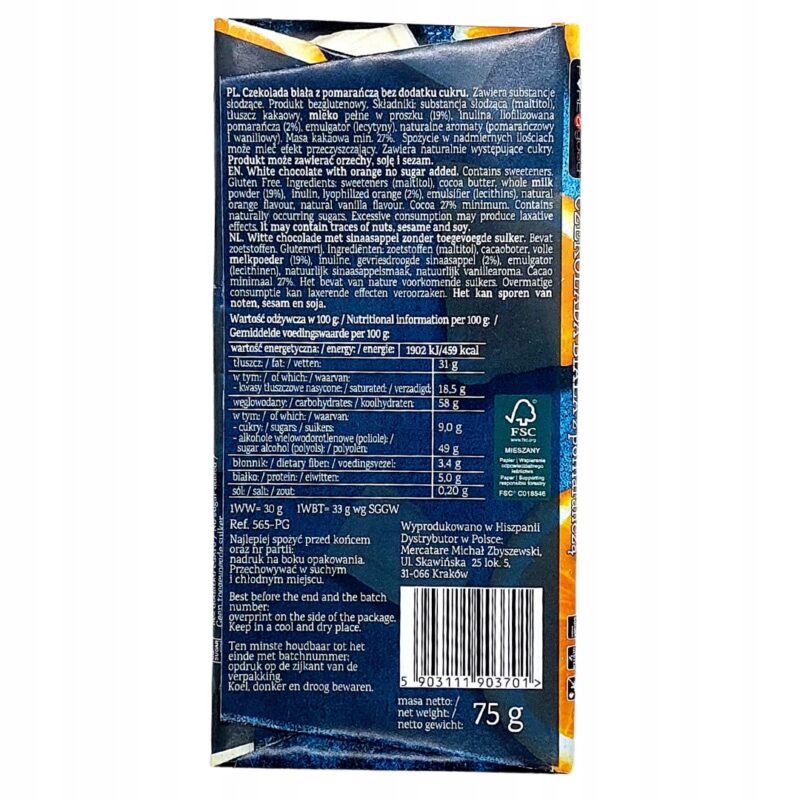 PL. Czekolada biała z pomarańczą bez dodatku cukru. Zawiera substancje
słodzące. Produkt bezglutenowy. Składniki: substancja słodząca (maltitol),
tłuszcz kakaowy, mleko pełne w proszku (19%), inulina, liofilizowana
pomarańcza (2%), emulgator (lecytyny), naturalne aromaty (pomarańczowy
i waniliowy). Masa kakaowa min. 27%. Spożycie w nadmiernych ilościach
może mieć efekt przeczyszczający. Zawiera naturalnie występujące cukry.
Produkt może zawierać orzechy, soję i sezam.
EN. White chocolate with orange no sugar added. Contains sweeteners.
Gluten Free. Ingredients: sweeteners (maltitol), cocoa butter, whole milk
powder (19%), inulin, lyophilized orange (2%), emulsifier (lecithins), natural
orange flavour, natural vanilla flavour. Cocoa 27% minimum. Contains
naturally occurring sugars. Excessive consumption may produce laxative
effects. It may contain traces of nuts, sesame and soy.
NL. Witte chocolade met sinaasappel zonder toegevoegde suiker. Bevat
zoetstoffen. Glutenvrij. Ingrediënten: zoetstoffen (maltitol), cacaoboter, volle
melkpoeder (19%), inuline, gevriesdroogde sinaasappel (2%), emulgator
(lecithinen), natuurlijk sinaasappelsmaak, natuurlijk vanillearoma. Cacao
minimaal 27%. Het bevat van nature voorkomende suikers. Overmatige
consumptie kan laxerende effecten veroorzaken. Het kan sporen van
noten, sesam en soja.
Wartość odżywcza w 100 g: / Nutritional information per 100 g: /
Gemiddelde voedingswaarde per 100 g:
wartość energetyczna: / energy: / energie: 1902 kJ/459 kcal
tłuszcz: / fat: / vetten: 31 g
w tym: / of which: / waarvan:
- kwasy tłuszczowe nasycone: / saturated: / verzadigd: 18,5 g
węglowodany: / carbohydrates: / koolhydraten: 58 g
w tym: / of which: / waarvan:
- cukry: / sugars: / suikers: 9,0 g
- alkohole wielowodorotlenowe (poliole): /
sugar alcohol (polyols) / polyolen: 49 g
błonnik: / dietary fiber: / voedingsvezel: 3,4 g
białko: / protein: / eiwitten: 5,0 g
sól: / salt: / zout: 0,20 g
1WW= 30 g 1WBT= 33 g wg SGGW
Ref. 565-PG
Najlepiej spożyć przed końcem
oraz nr partii:
nadruk na boku opakowania.
Przechowywać w suchym
i chłodnym miejscu.
Best before the end and the batch
number:
overprint on the side of the package.
Keep in a cool and dry place.
Ten minste houdbaar tot het
einde met batchnummer:
opdruk op de zijkant van de
verpakking.
Koel, donker en droog bewaren.
FSC
www.fsc.org
MIESZANY
Papier | Wspieranie
odpowiedzialnego
leśnictwa
Paper | Supporting
responsible forestry
FSC® C018546
Wyprodukowano w Hiszpanii
Dystrybutor w Polsce:
Mercatare Michał Zbyszewski,
Ul. Skawińska 25 lok. 5,
31-066 Kraków
5 903111 903701 >
masa netto: /
net weight: /
netto gewicht:
75 g
CZEKOLADA BIAŁA z pomarańczą